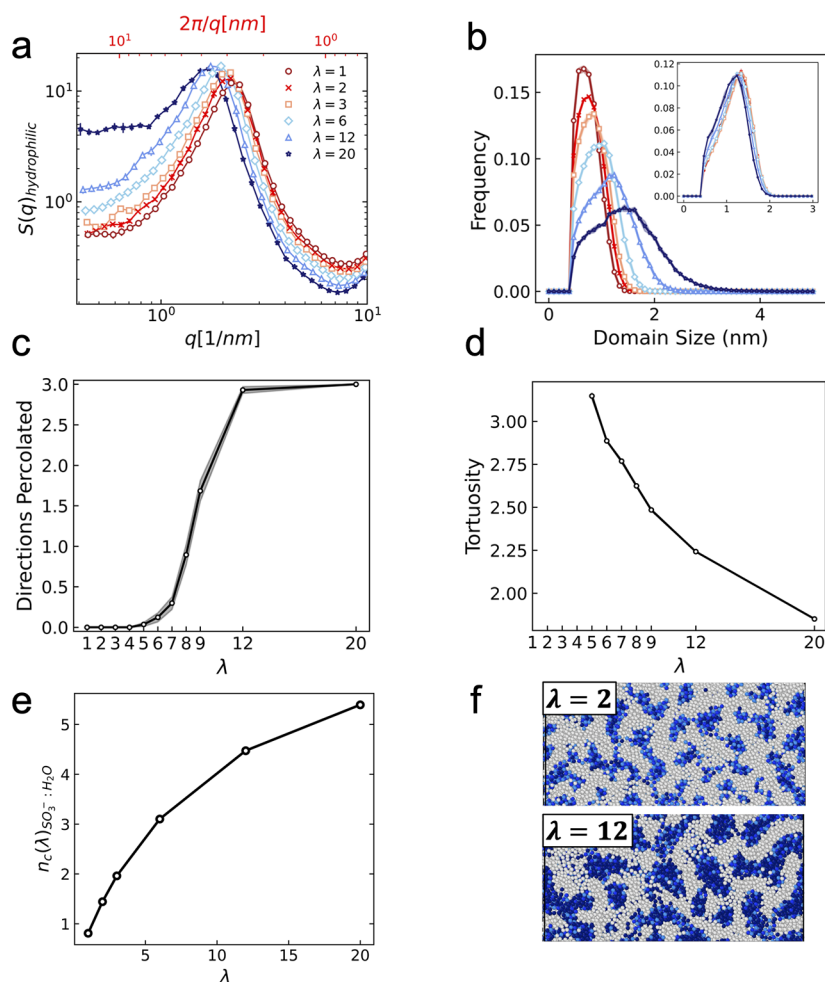 a
2π/q[nm]
10¹ 10⁰
S(q)hydrophilic
10¹
10⁰
λ = 1
λ = 2
λ = 3
λ = 6
λ = 12
λ = 20
10⁰ 10¹
q[1/nm]
b
Frequency
0.15
0.10
0.05
0.00
0.12
0.10
0.08
0.06
0.04
0.02
0.00
0 1 2 3
0 2 4
Domain Size (nm)
c
Directions Percolated
3.0
2.5
2.0
1.5
1.0
0.5
0.0
1 2 3 4 5 6 7 8 9 12 20
λ
d
Tortuosity
3.00
2.75
2.50
2.25
2.00
1 2 3 4 5 6 7 8 9 12 20
λ
e
n_c(λ)SO₃⁻ : H₂O
5
4
3
2
1
5 10 15 20
λ
f
λ = 2
λ = 12